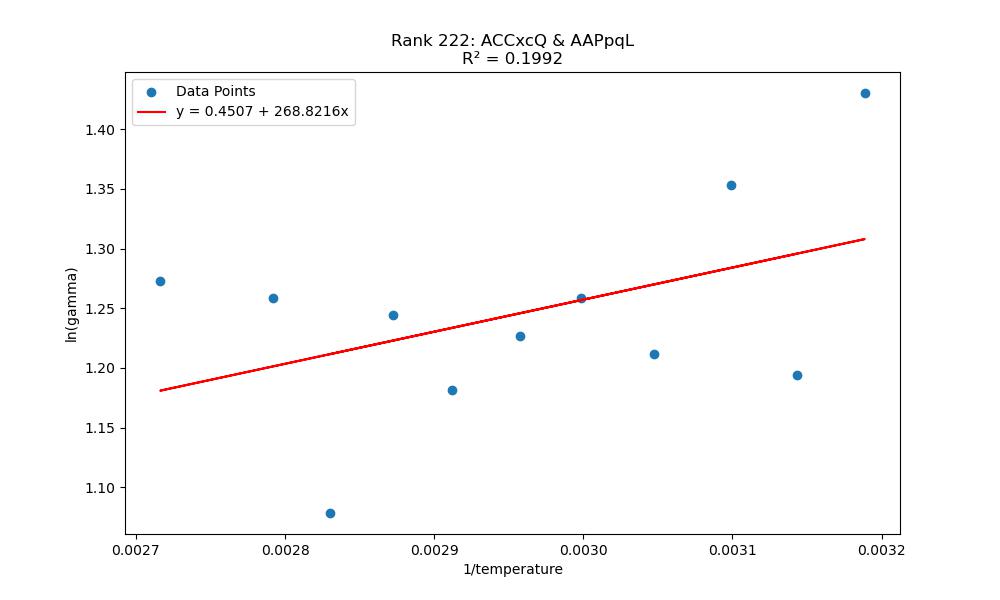 Rank 222: ACCxcQ & AAPpqL
R² = 0.1992
Data Points
y = 0.4507 + 268.8216x
1.40
1.35
1.30
1.25
1.20
1.15
1.10
ln(gamma)
0.0027 0.0028 0.0029 0.0030 0.0031 0.0032
1/temperature